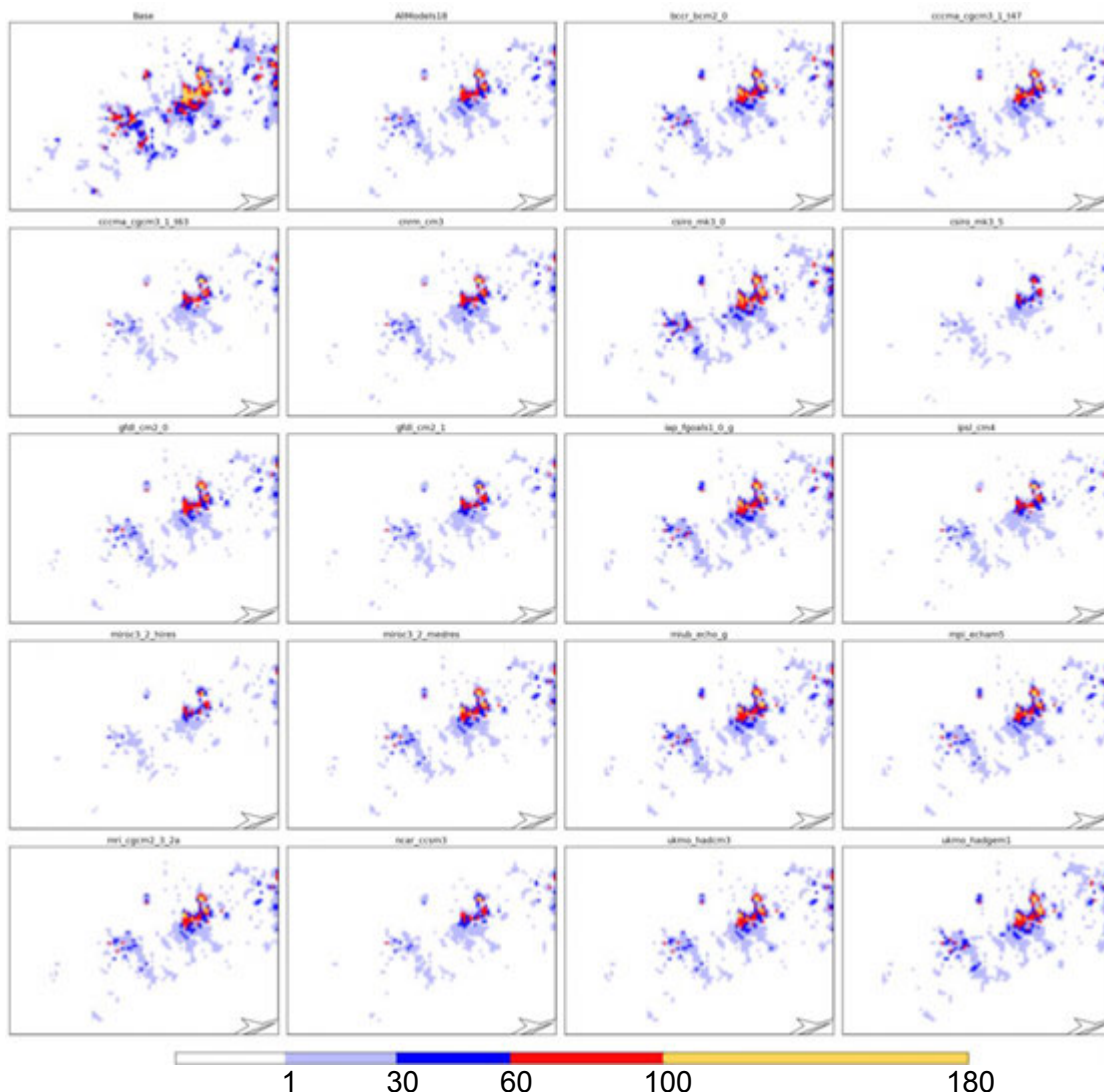 Base AllModels18 bccr_bcm2_0 cccma_cgcm3_1_t47
cccma_cgcm3_1_t63 cnrm_cm3 csiro_mk3_0 csiro_mk3_5
gfdl_cm2_0 gfdl_cm2_1 iap_fgoals1_0_g ipsl_cm4
miroc3_2_hires miroc3_2_medres miub_echo_g mpi_echam5
mri_cgcm2_3_2a ncar_ccsm3 ukmo_hadcm3 ukmo_hadgem1
1 30 60 100 180